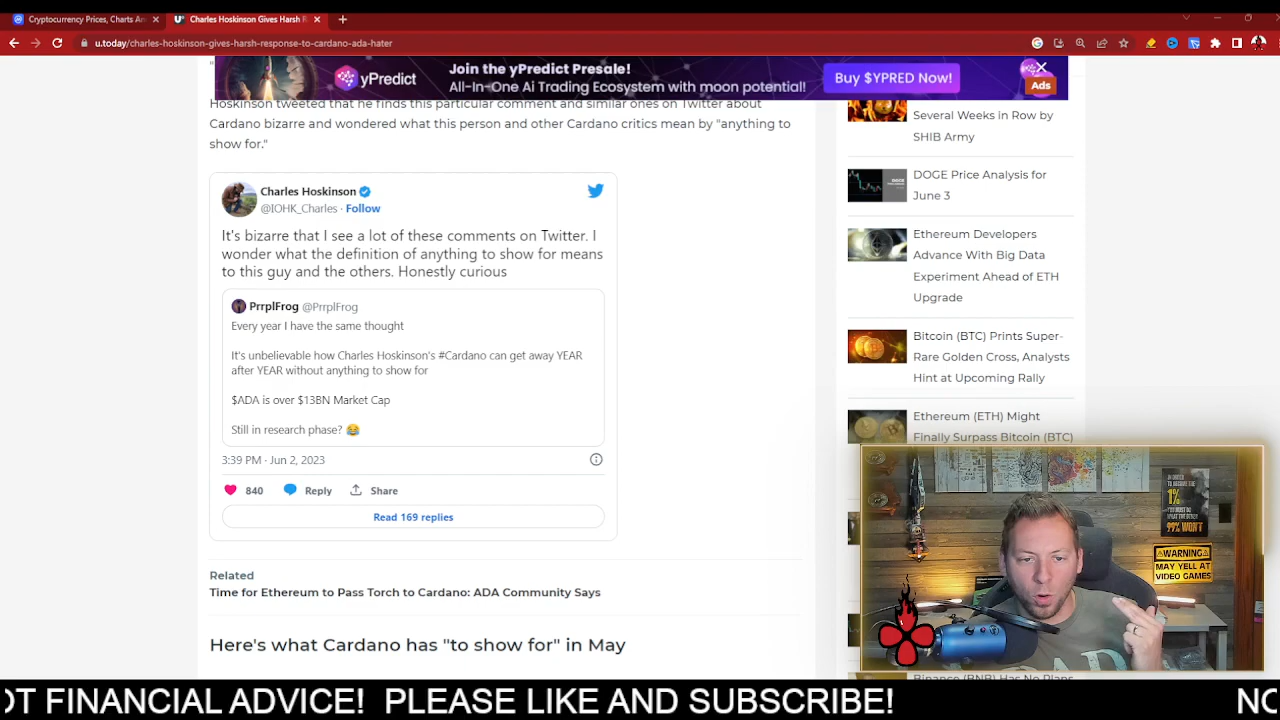 Cryptocurrency Prices, Charts An
Charles Hoskinson Gives Harsh R
u.today/charles-hoskinson-gives-harsh-response-to-cardano-ada-hater
yPredict
Join the yPredict Presale!
All-In-One Ai Trading Ecosystem with moon potential!
Buy $YPRED Now!
Ads
Hoskinson tweeted that he finds this particular comment and similar ones on Twitter about
Cardano bizarre and wondered what this person and other Cardano critics mean by "anything to
show for."
Charles Hoskinson
@IOHK_Charles · Follow
It's bizarre that I see a lot of these comments on Twitter. I
wonder what the definition of anything to show for means
to this guy and the others. Honestly curious
PrrplFrog @PrrplFrog
Every year I have the same thought
It's unbelievable how Charles Hoskinson's #Cardano can get away YEAR
after YEAR without anything to show for
$ADA is over $13BN Market Cap
Still in research phase? 😂
3:39 PM · Jun 2, 2023
840 Reply Share
Read 169 replies
Related
Time for Ethereum to Pass Torch to Cardano: ADA Community Says
Here's what Cardano has "to show for" in May
Several Weeks in Row by
SHIB Army
DOGE Price Analysis for
June 3
Ethereum Developers
Advance With Big Data
Experiment Ahead of ETH
Upgrade
Bitcoin (BTC) Prints Super-
Rare Golden Cross, Analysts
Hint at Upcoming Rally
Ethereum (ETH) Might
Finally Surpass Bitcoin (BTC)
1%
99% WON'T
WARNING
MAY YELL AT
VIDEO GAMES
Binance (BNB) Has No Plans
OT FINANCIAL ADVICE! PLEASE LIKE AND SUBSCRIBE! NO